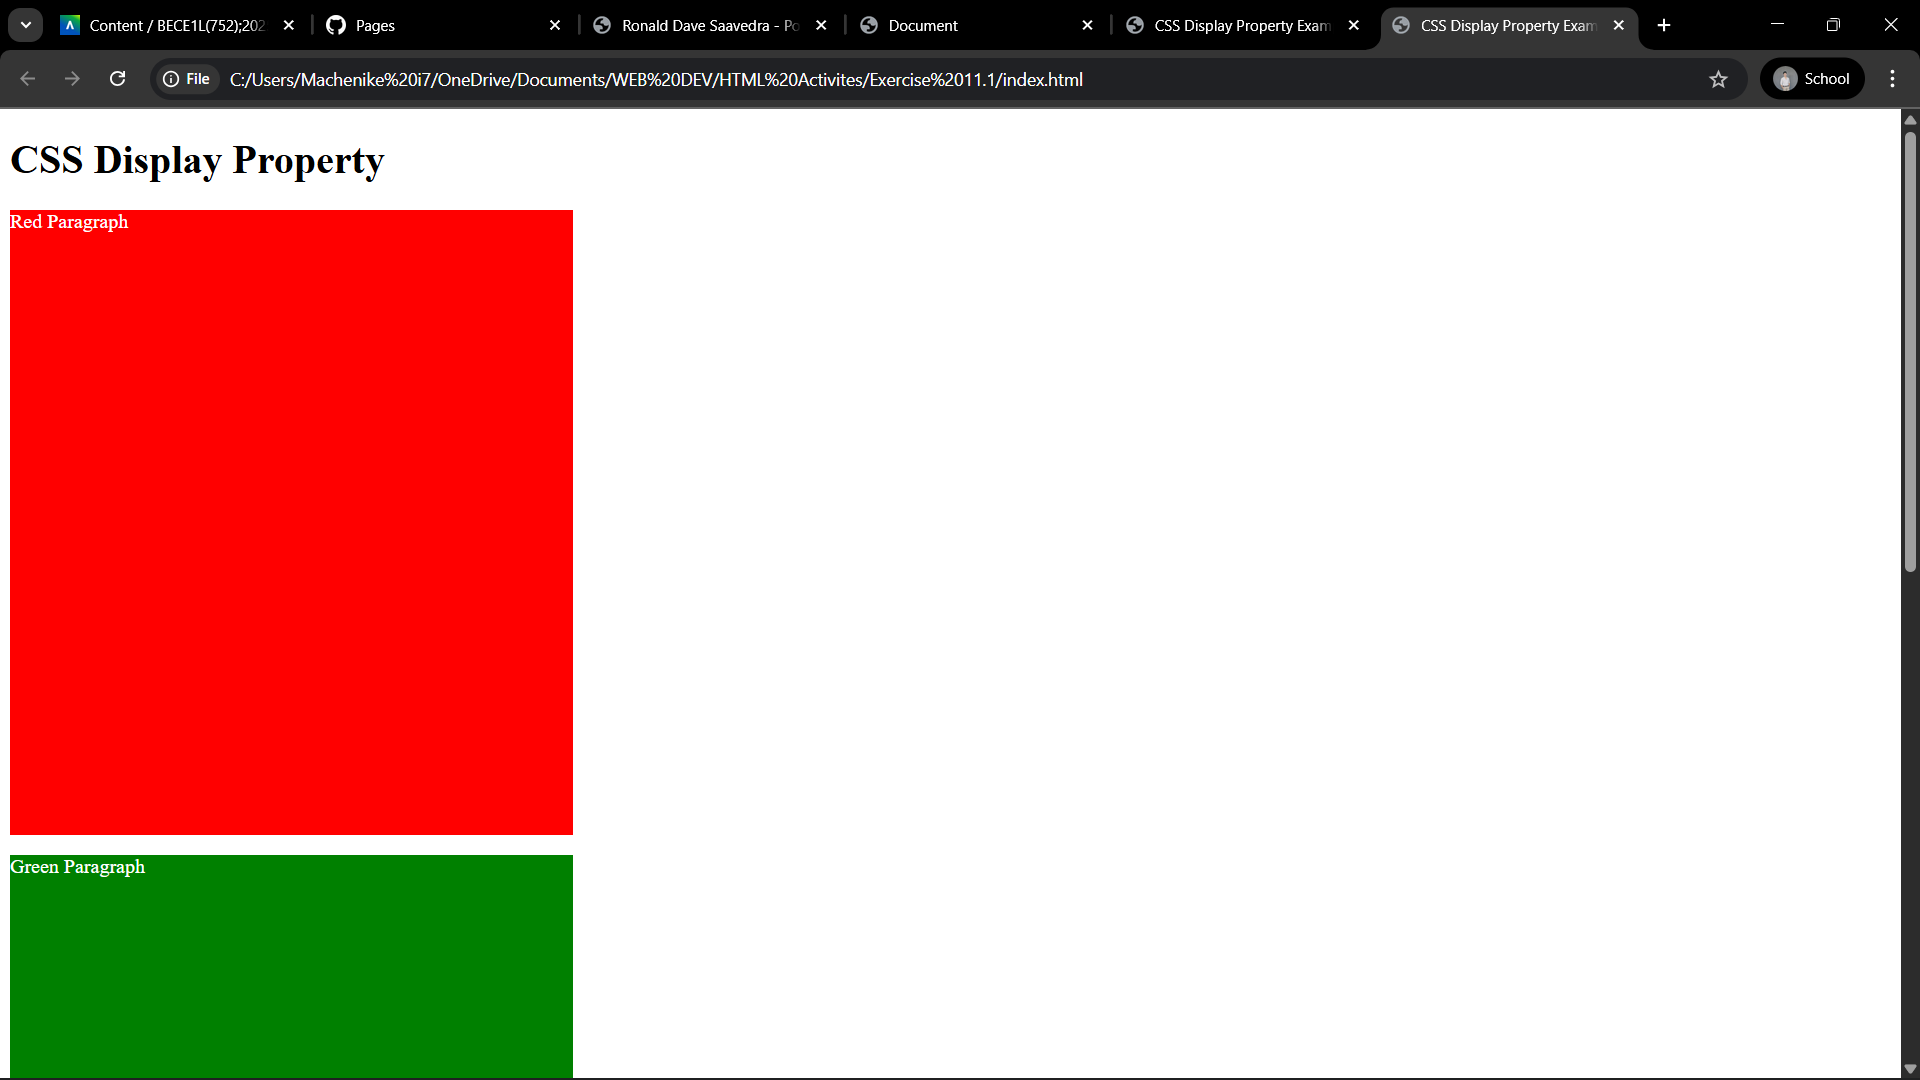 Content / BECE1L(752);202
Pages
Ronald Dave Saavedra - Po
Document
CSS Display Property Exam
CSS Display Property Exam
File
C:/Users/Machenike%20i7/OneDrive/Documents/WEB%20DEV/HTML%20Activites/Exercise%2011.1/index.html
School
CSS Display Property
Red Paragraph
Green Paragraph